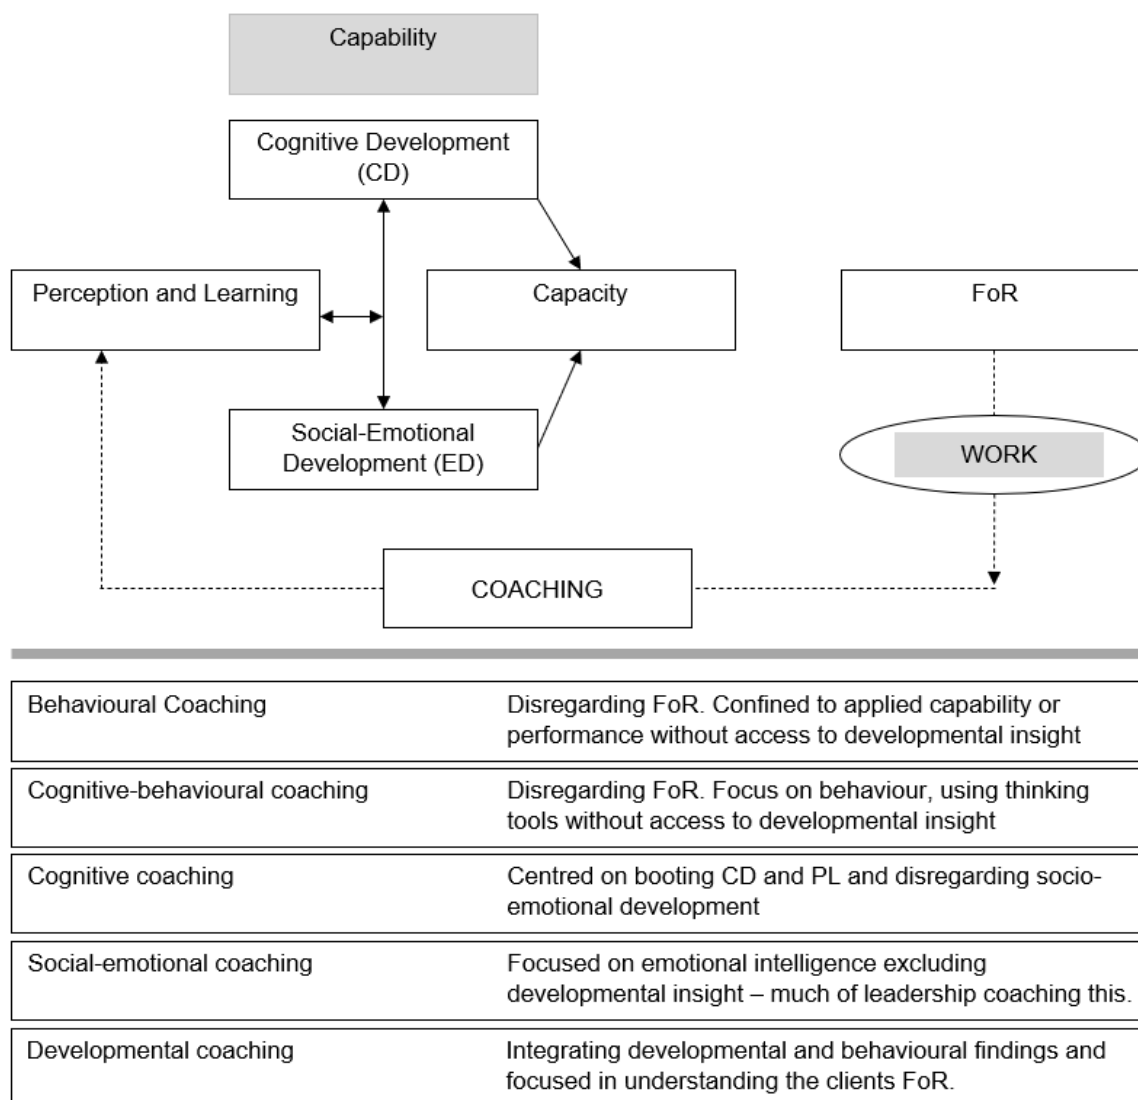 Capability
Cognitive Development
(CD)
Perception and Learning
Capacity
FoR
Social-Emotional
Development (ED)
WORK
COACHING
Behavioural Coaching
Disregarding FoR. Confined to applied capability or
performance without access to developmental insight
Cognitive-behavioural coaching
Disregarding FoR. Focus on behaviour, using thinking
tools without access to developmental insight
Cognitive coaching
Centred on booting CD and PL and disregarding socio-
emotional development
Social-emotional coaching
Focused on emotional intelligence excluding
developmental insight – much of leadership coaching this.
Developmental coaching
Integrating developmental and behavioural findings and
focused in understanding the clients FoR.